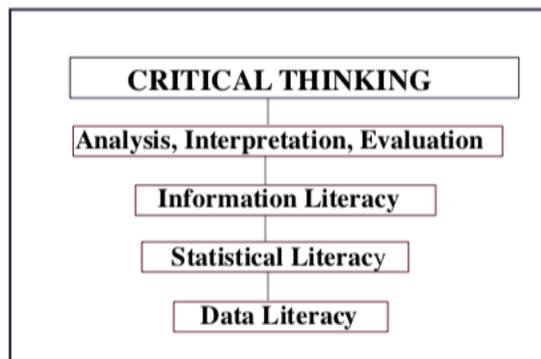 CRITICAL THINKING
Analysis, Interpretation, Evaluation
Information Literacy
Statistical Literacy
Data Literacy